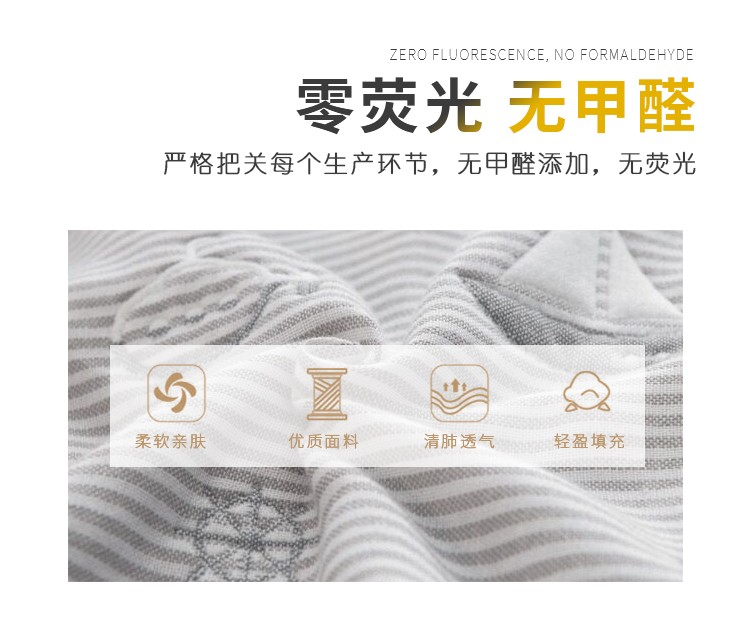 ZERO FLUORESCENCE, NO FORMALDEHYDE
零荧光 无甲醛
严格把关每个生产环节，无甲醛添加，无荧光
柔软亲肤 优质面料 清肺透气 轻盈填充